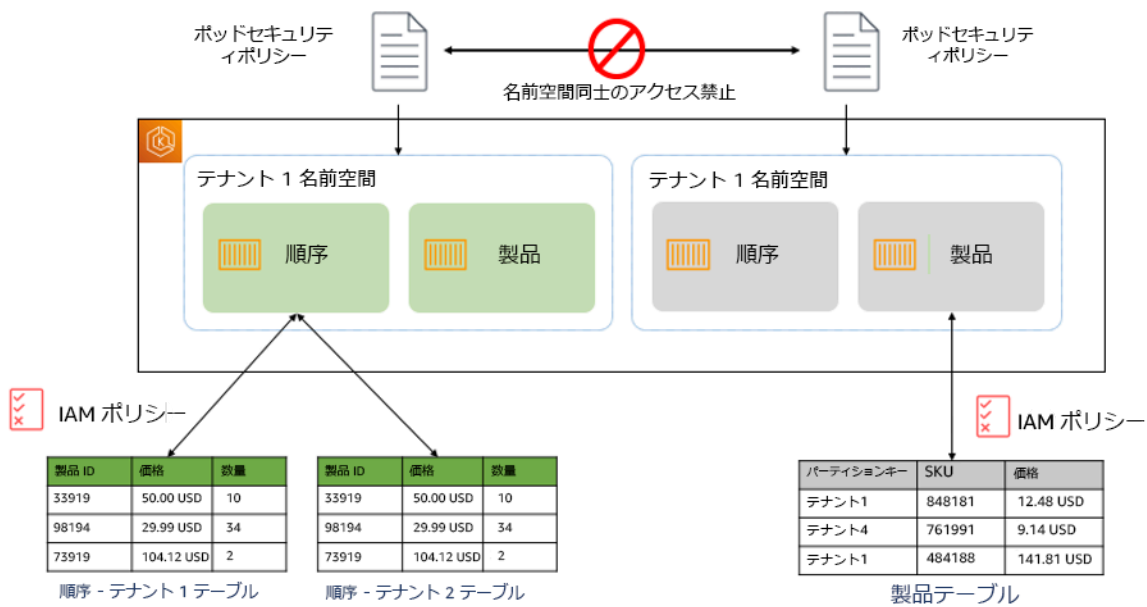 ポッドセキュリテ
ィポリシー
ポッドセキュリテ
ィポリシー
名前空間同士のアクセス禁止
K
テナント 1 名前空間
テナント 1 名前空間
順序
製品
順序
製品
IAM ポリシー
IAM ポリシー
製品 ID 価格 数量
33919 50.00 USD 10
98194 29.99 USD 34
73919 104.12 USD 2
順序 - テナント 1 テーブル
製品 ID 価格 数量
33919 50.00 USD 10
98194 29.99 USD 34
73919 104.12 USD 2
順序 - テナント 2 テーブル
パーティションキー SKU 価格
テナント1 848181 12.48 USD
テナント4 761991 9.14 USD
テナント1 484188 141.81 USD
製品テーブル